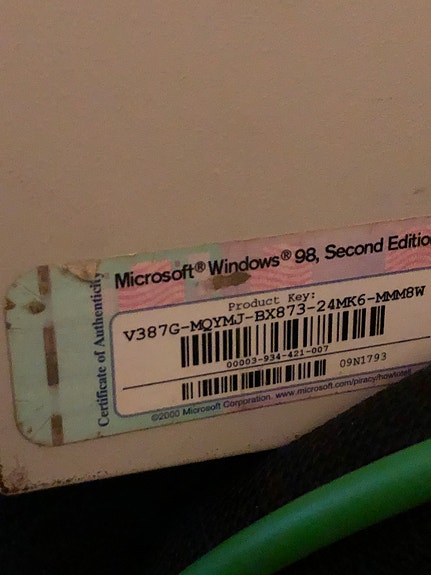 Certificate of Authenticity
Microsoft® Windows® 98, Second Editio
Product Key:
V387G-MQYMJ-BX873-24MK6-MMM8W
00003-934-421-007
09N1793
©2000 Microsoft Corporation. www.microsoft.com/piracy/howtotell